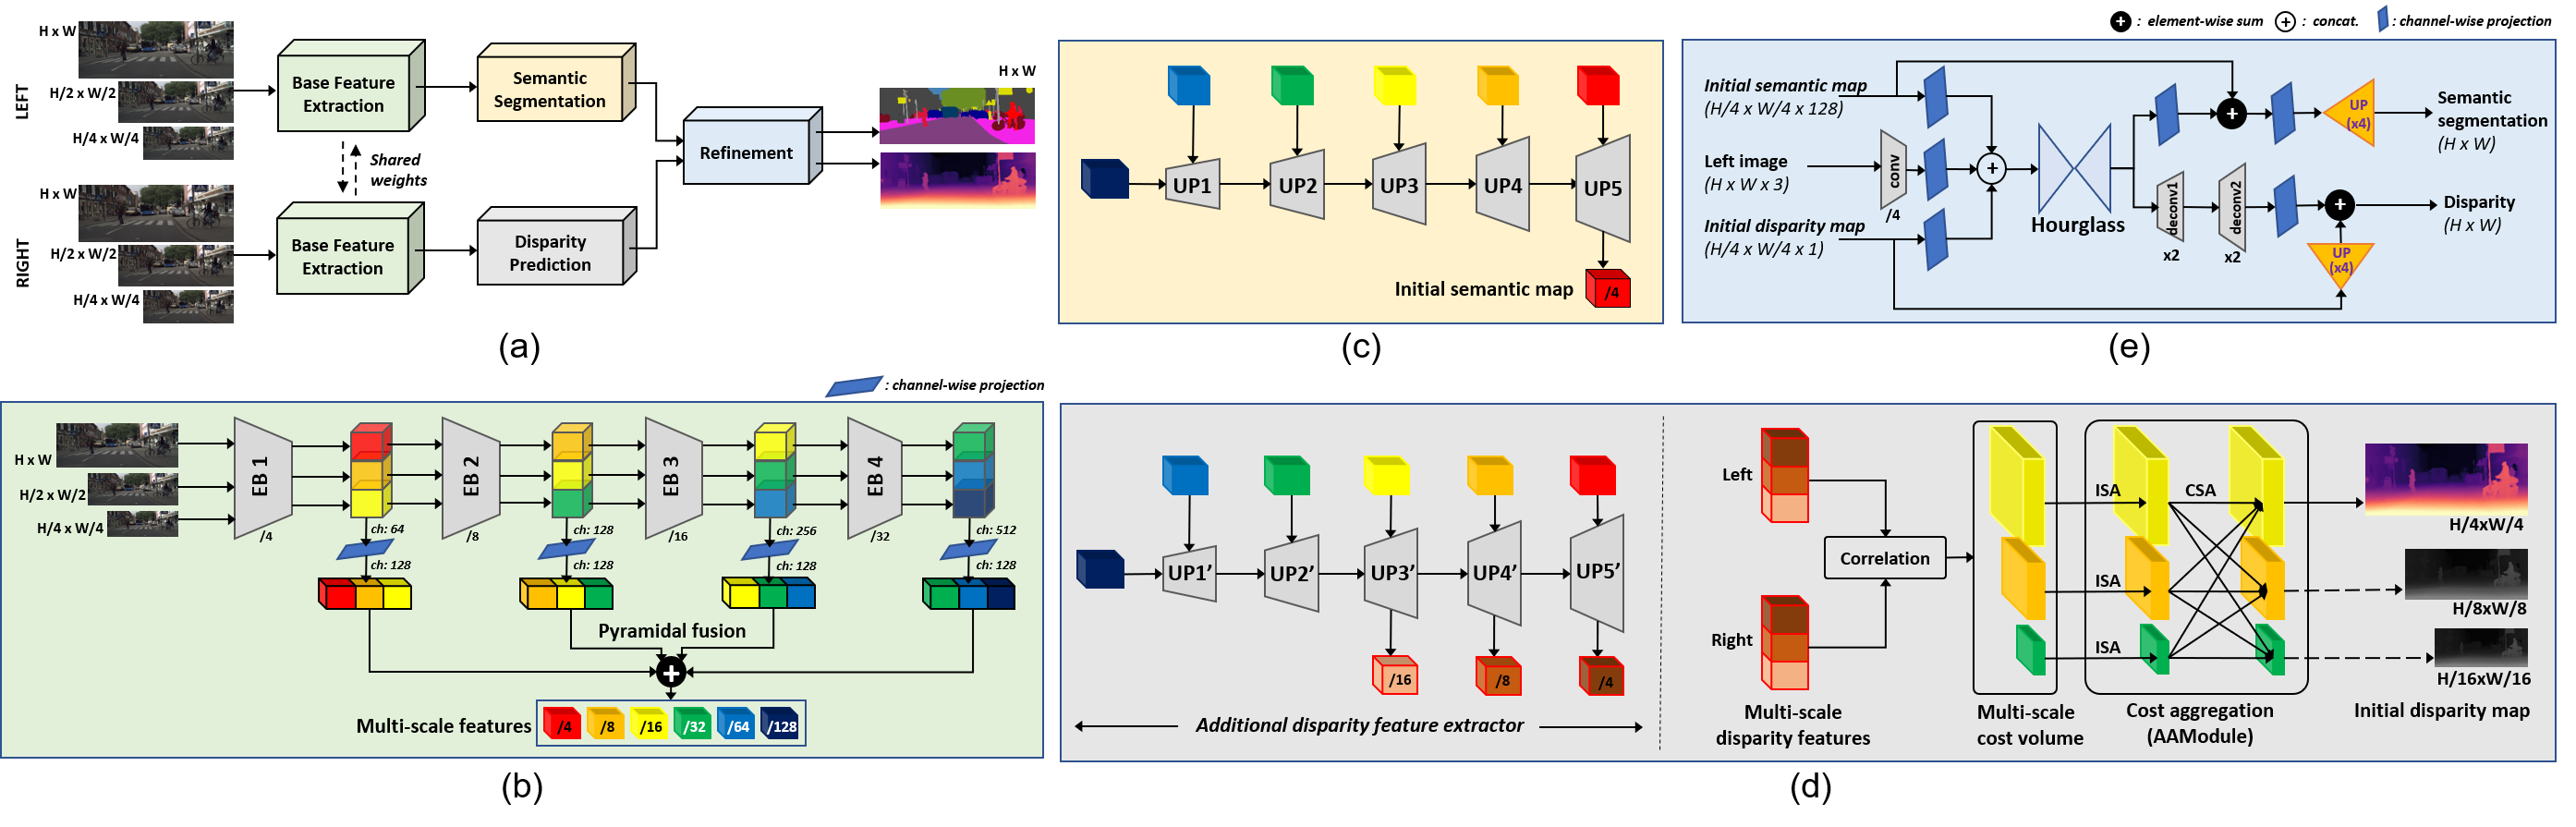 LEFT
H x W
H/2 x W/2
H/4 x W/4
Base Feature
Extraction
Semantic
Segmentation
Shared
weights
RIGHT
H x W
H/2 x W/2
H/4 x W/4
Base Feature
Extraction
Disparity
Prediction
Refinement
H x W
(a)
: channel-wise projection
H x W
H/2 x W/2
H/4 x W/4
EB 1
/4
EB 2
/8
EB 3
/16
EB 4
/32
ch: 64
ch: 128
ch: 128
ch: 128
ch: 256
ch: 128
ch: 512
ch: 128
Pyramidal fusion
+
Multi-scale features
/4
/8
/16
/32
/64
/128
(b)
UP1
UP2
UP3
UP4
UP5
Initial semantic map
/4
(c)
UP1’
UP2’
UP3’
UP4’
UP5’
/16
/8
/4
Additional disparity feature extractor
Left
Right
Multi-scale
disparity features
Correlation
Multi-scale
cost volume
ISA
ISA
ISA
CSA
Cost aggregation
(AAModule)
H/4xW/4
H/8xW/8
H/16xW/16
Initial disparity map
(d)
+ : element-wise sum
+ : concat.
: channel-wise projection
Initial semantic map
(H/4 x W/4 x 128)
Left image
(H x W x 3)
Initial disparity map
(H/4 x W/4 x 1)
conv
/4
+
Hourglass
deconv1
x2
deconv2
x2
+
UP
(x4)
+
UP
(x4)
Semantic
segmentation
(H x W)
Disparity
(H x W)
(e)